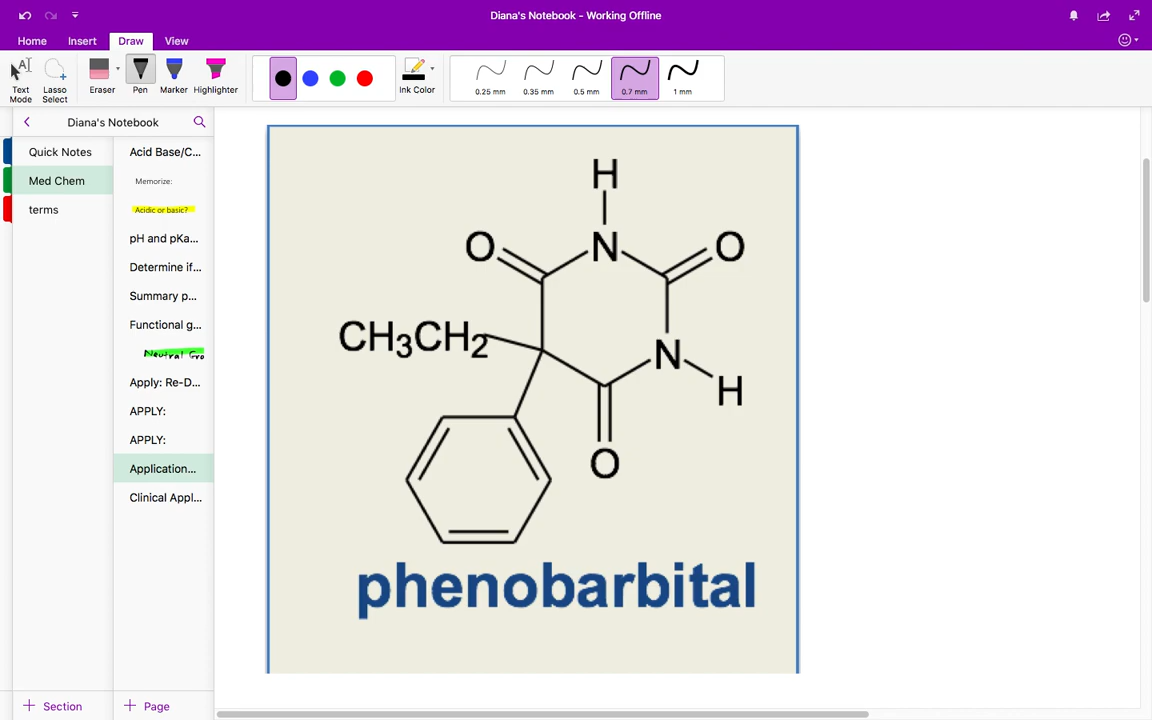 Diana's Notebook - Working Offline
Home Insert Draw View
Text Mode
Lasso Select
Eraser
Pen
Marker
Highlighter
Ink Color
0.25 mm
0.35 mm
0.5 mm
0.7 mm
1 mm
Diana's Notebook
Quick Notes
Med Chem
terms
Acid Base/C...
Memorize:
Acidic or basic?
pH and pKa...
Determine if...
Summary p...
Functional g...
Neutral Gro
Apply: Re-D...
APPLY:
APPLY:
Application...
Clinical Appl...
+ Section
+ Page
H
O N O
CH3CH2 N
H
O
phenobarbital